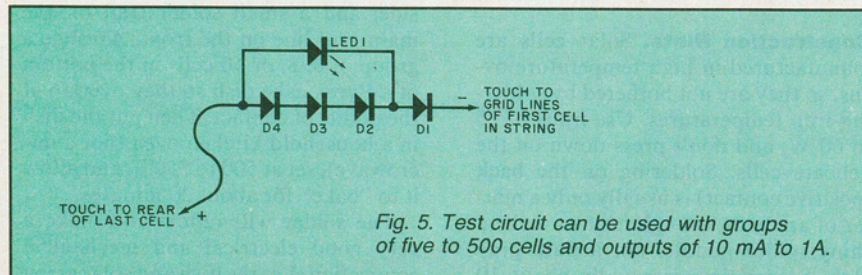 LED1
D4 D3 D2 D1
−
TOUCH TO
GRID LINES
OF FIRST CELL
IN STRING
TOUCH TO REAR
OF LAST CELL
+
Fig. 5. Test circuit can be used with groups
of five to 500 cells and outputs of 10 mA to 1A.